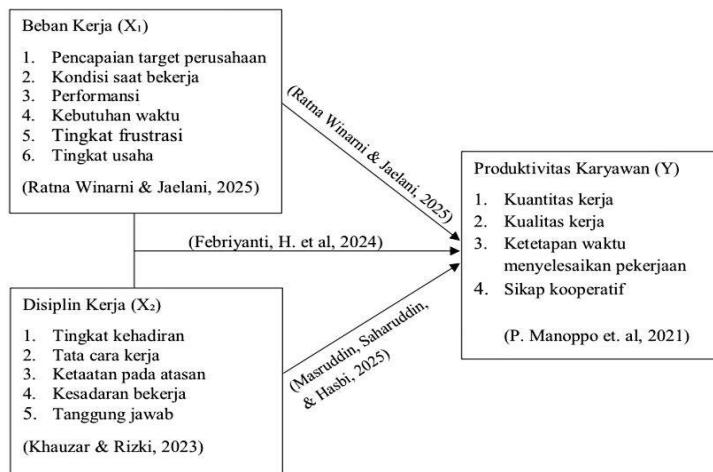 Beban Kerja (X₁)
1. Pencapaian target perusahaan
2. Kondisi saat bekerja
3. Performansi
4. Kebutuhan waktu
5. Tingkat frustrasi
6. Tingkat usaha
(Ratna Winarni & Jaelani, 2025)
(Ratna Winarni & Jaelani, 2025)
Produktivitas Karyawan (Y)
1. Kuantitas kerja
2. Kualitas kerja
3. Ketetapan waktu
menyelesaikan pekerjaan
4. Sikap kooperatif
(P. Manoppo et. al, 2021)
(Febriyanti, H. et al, 2024)
Disiplin Kerja (X₂)
1. Tingkat kehadiran
2. Tata cara kerja
3. Ketaatan pada atasan
4. Kesadaran bekerja
5. Tanggung jawab
(Khauzar & Rizki, 2023)
(Masruddin, Saharuddin,
& Hasbi, 2025)